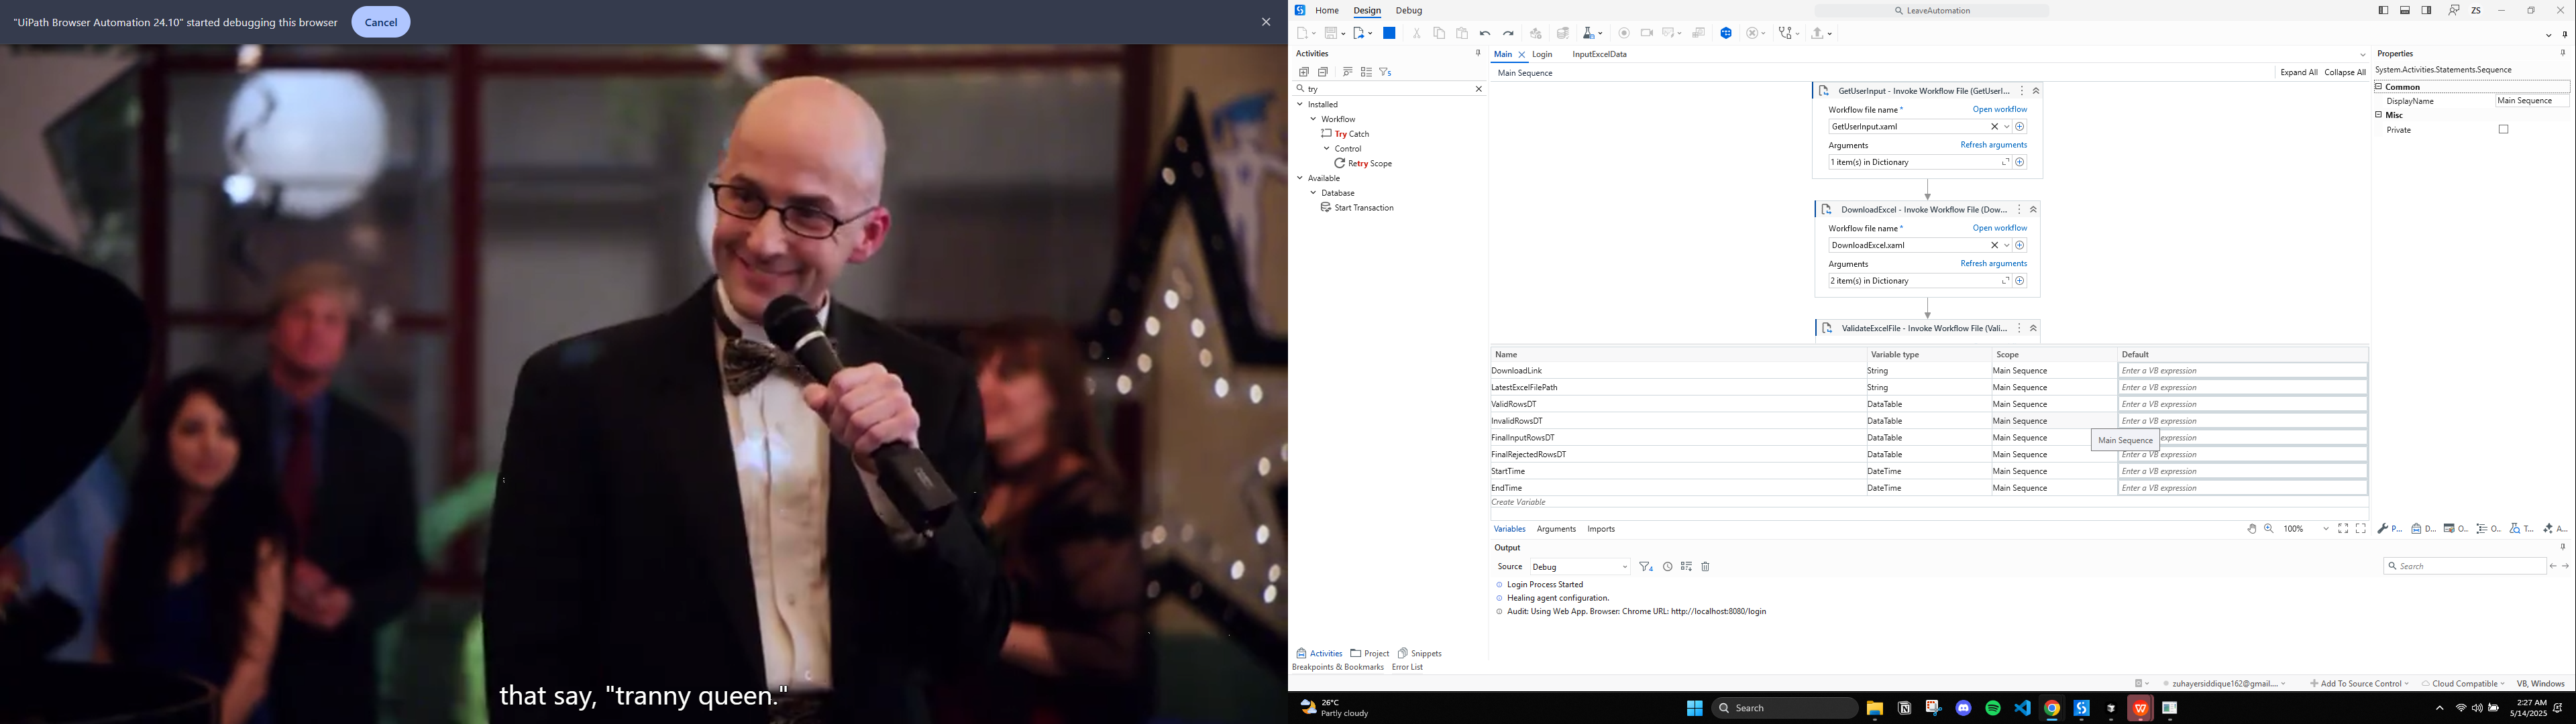 "UiPath Browser Automation 24.10" started debugging this browser
Cancel
that say, "tranny queen."
Home Design Debug
LeaveAutomation
ZS
Activities
try
Installed
Workflow
Try Catch
Control
Retry Scope
Available
Database
Start Transaction
Main Login InputExcelData
Main Sequence
Expand All Collapse All
GetUserInput - Invoke Workflow File (GetUserI...
Workflow file name * Open workflow
GetUserInput.xaml
Arguments Refresh arguments
1 item(s) in Dictionary
DownloadExcel - Invoke Workflow File (Dow...
Workflow file name * Open workflow
DownloadExcel.xaml
Arguments Refresh arguments
2 item(s) in Dictionary
ValidateExcelFile - Invoke Workflow File (Vali...
Name Variable type Scope Default
DownloadLink String Main Sequence Enter a VB expression
LatestExcelFilePath String Main Sequence Enter a VB expression
ValidRowsDT DataTable Main Sequence Enter a VB expression
InvalidRowsDT DataTable Main Sequence Enter a VB expression
FinalInputRowsDT DataTable Main Sequence expression
Main Sequence
FinalRejectedRowsDT DataTable Main Sequence Enter a VB expression
StartTime DateTime Main Sequence Enter a VB expression
EndTime DateTime Main Sequence Enter a VB expression
Create Variable
Variables Arguments Imports
100%
Output
Source Debug
Search
Login Process Started
Healing agent configuration.
Audit: Using Web App. Browser: Chrome URL: http://localhost:8080/login
Activities Project Snippets
Breakpoints & Bookmarks Error List
Properties
System.Activities.Statements.Sequence
Common
DisplayName Main Sequence
Misc
Private
P... D... O... O... T... A...
zuhayersiddique162@gmail.... Add To Source Control Cloud Compatible VB, Windows
26°C
Partly cloudy
Search
2:27 AM
5/14/2025